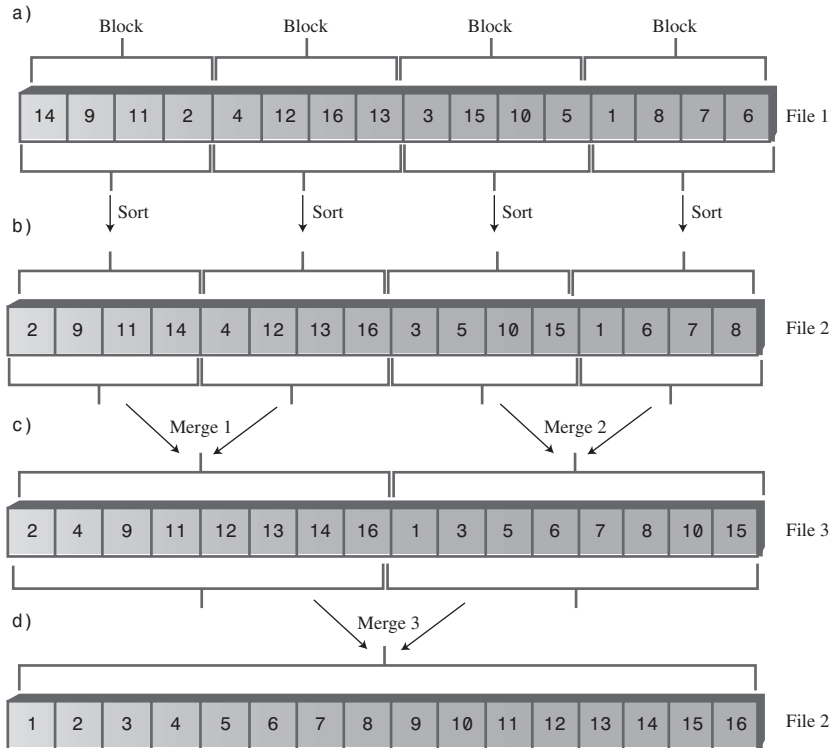 a)
Block Block Block Block
14 9 11 2 4 12 16 13 3 15 10 5 1 8 7 6 File 1
Sort Sort Sort Sort
b)
2 9 11 14 4 12 13 16 3 5 10 15 1 6 7 8 File 2
Merge 1 Merge 2
c)
2 4 9 11 12 13 14 16 1 3 5 6 7 8 10 15 File 3
Merge 3
d)
1 2 3 4 5 6 7 8 9 10 11 12 13 14 15 16 File 2